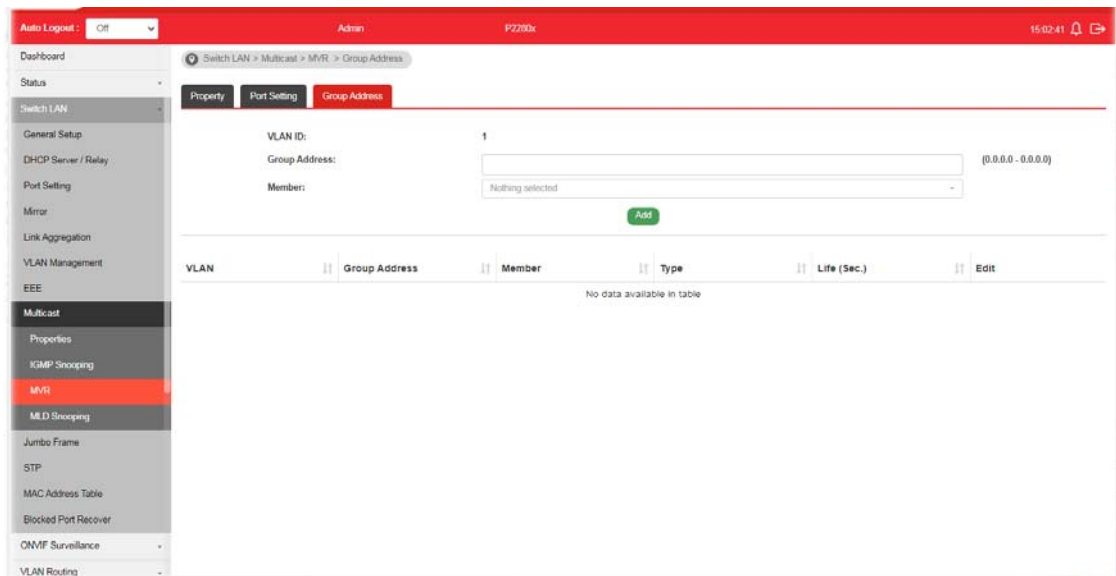 Auto Logout : Off Admin P2280x 15:02:41
Dashboard
Status
Switch LAN
General Setup
DHCP Server / Relay
Port Setting
Mirror
Link Aggregation
VLAN Management
EEE
Multicast
Properties
IGMP Snooping
MVR
MLD Snooping
Jumbo Frame
STP
MAC Address Table
Blocked Port Recover
ONVIF Surveillance
VLAN Routing
Switch LAN > Multicast > MVR > Group Address
Property Port Setting Group Address
VLAN ID: 1
Group Address: (0.0.0.0 - 0.0.0.0)
Member: Nothing selected
Add
VLAN Group Address Member Type Life (Sec.) Edit
No data available in table